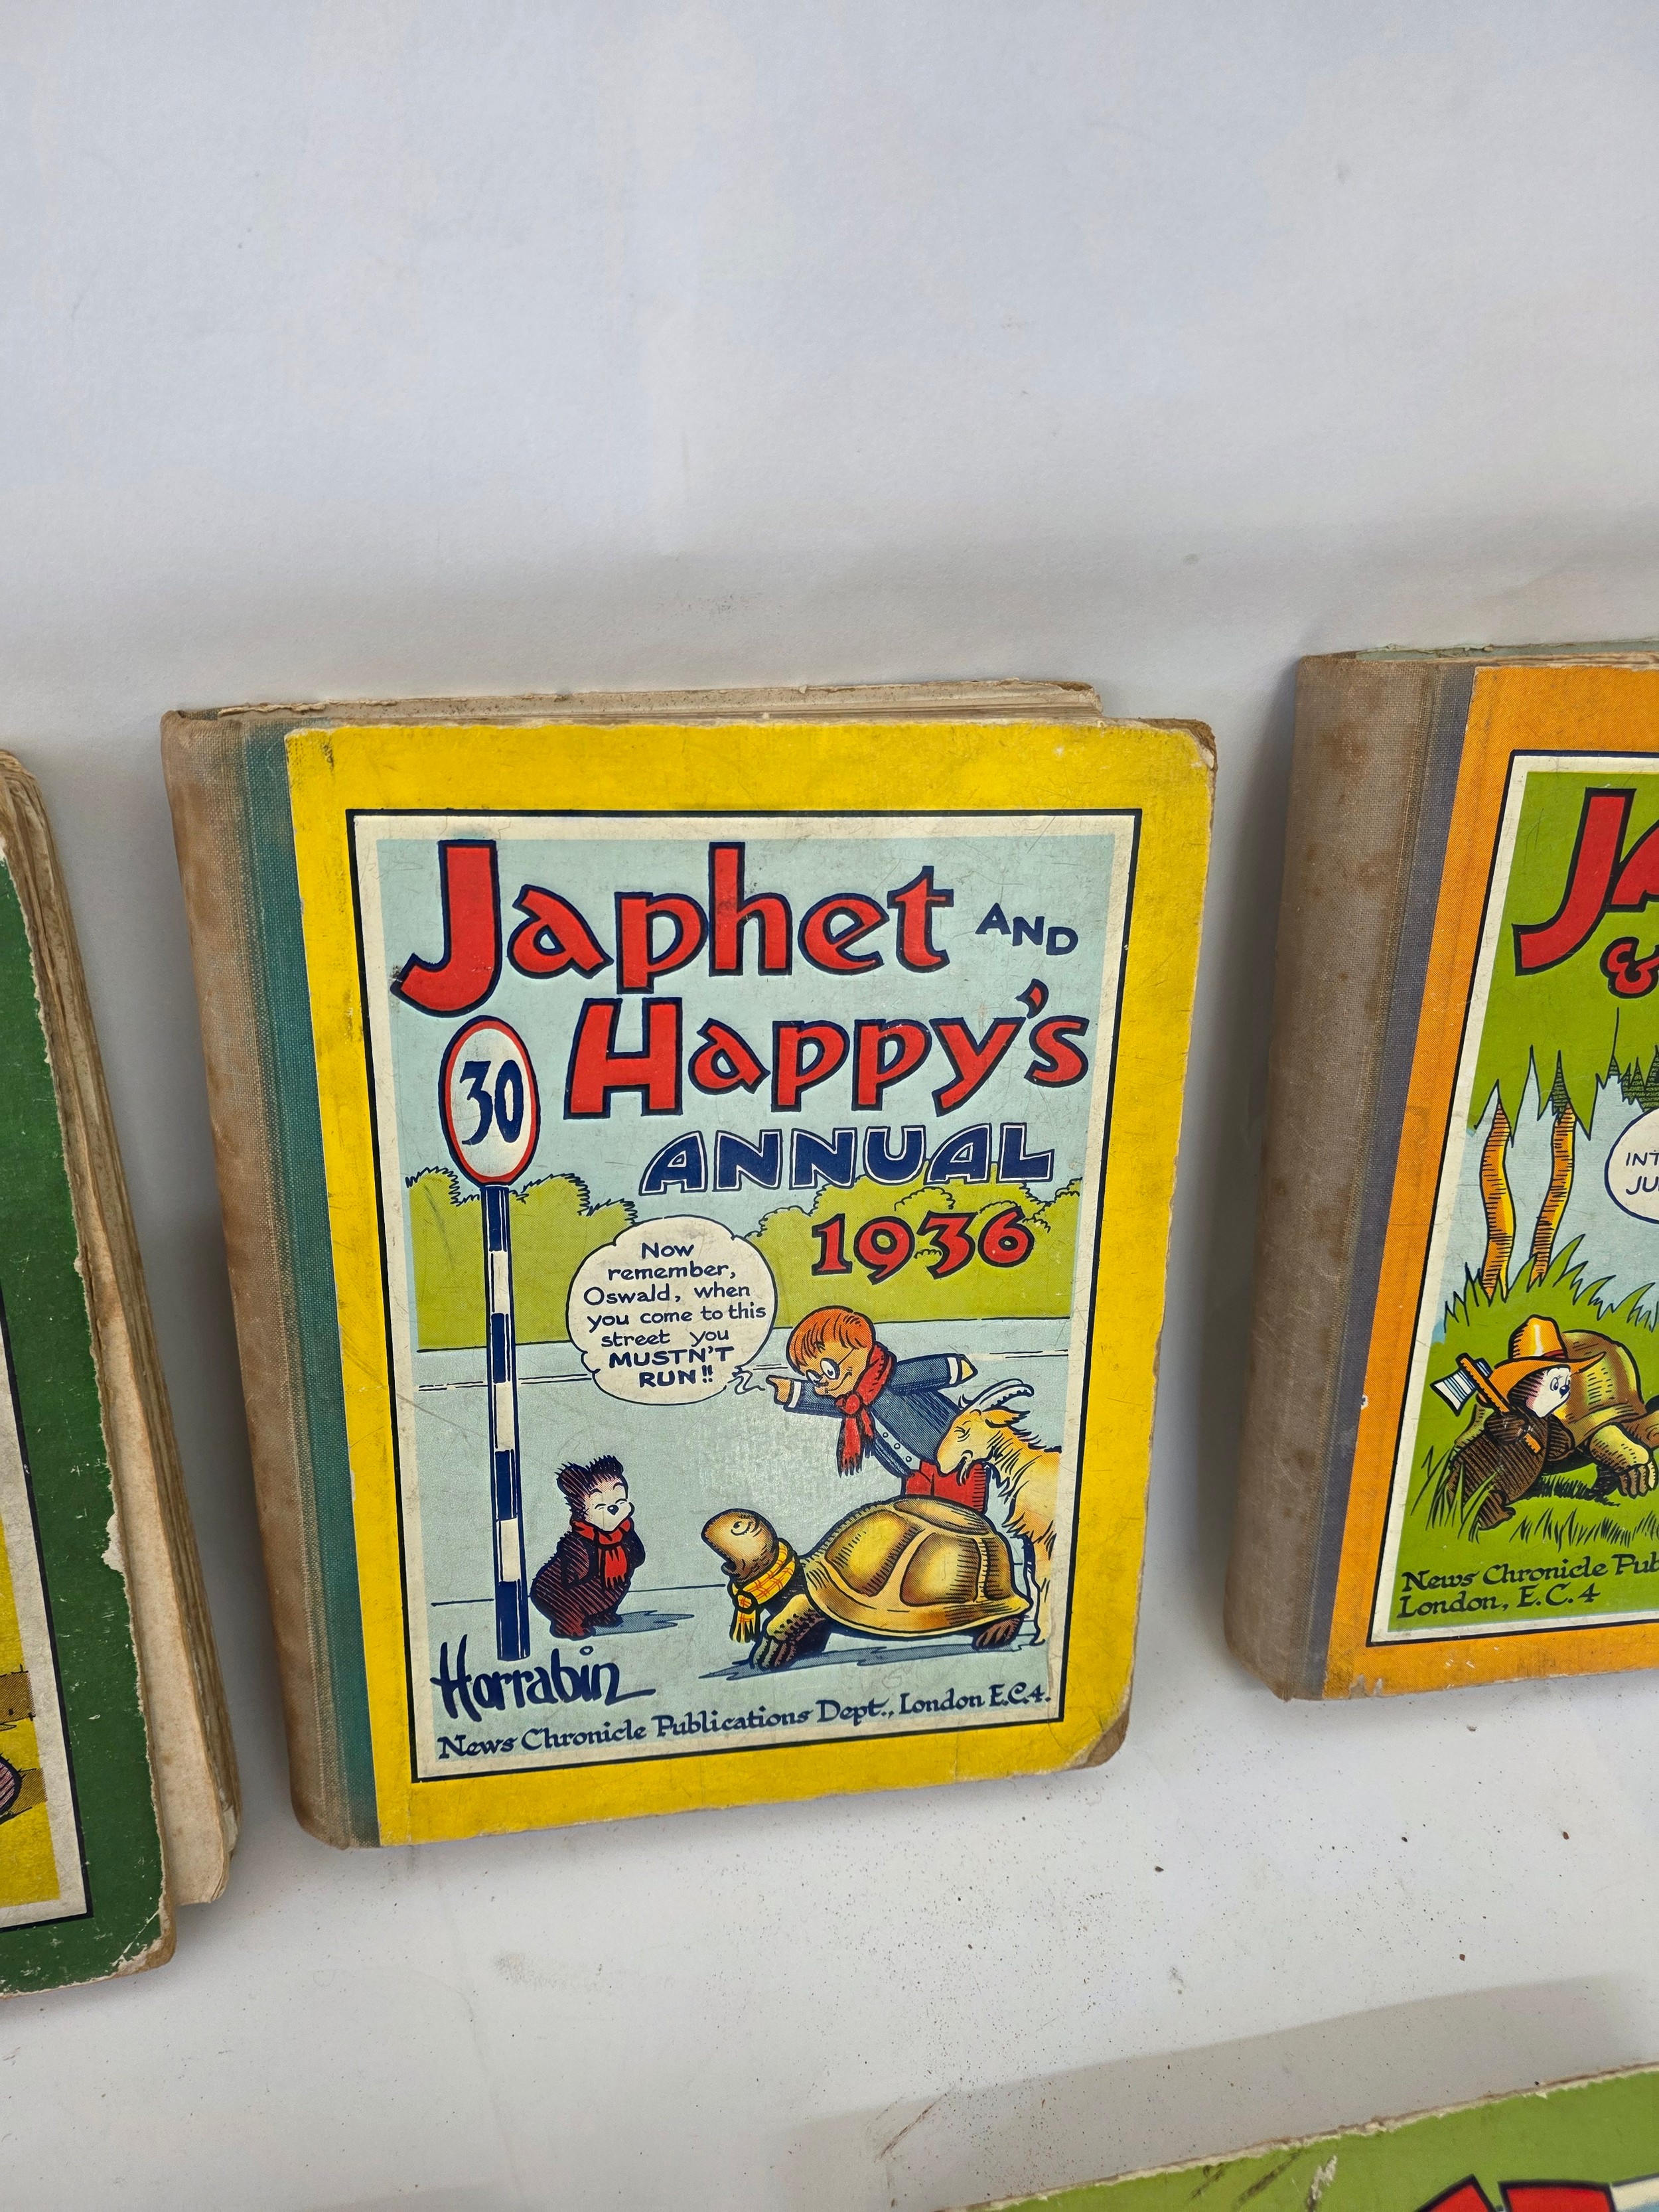 Japhet AND
Happy's
30
ANNUAL
1936
Now
remember,
Oswald, when
you come to this
street you
MUSTN'T
RUN!!
Horrabin
News Chronicle Publications Dept., London E.C.4.
&
News Chronicle
London, E.C.4